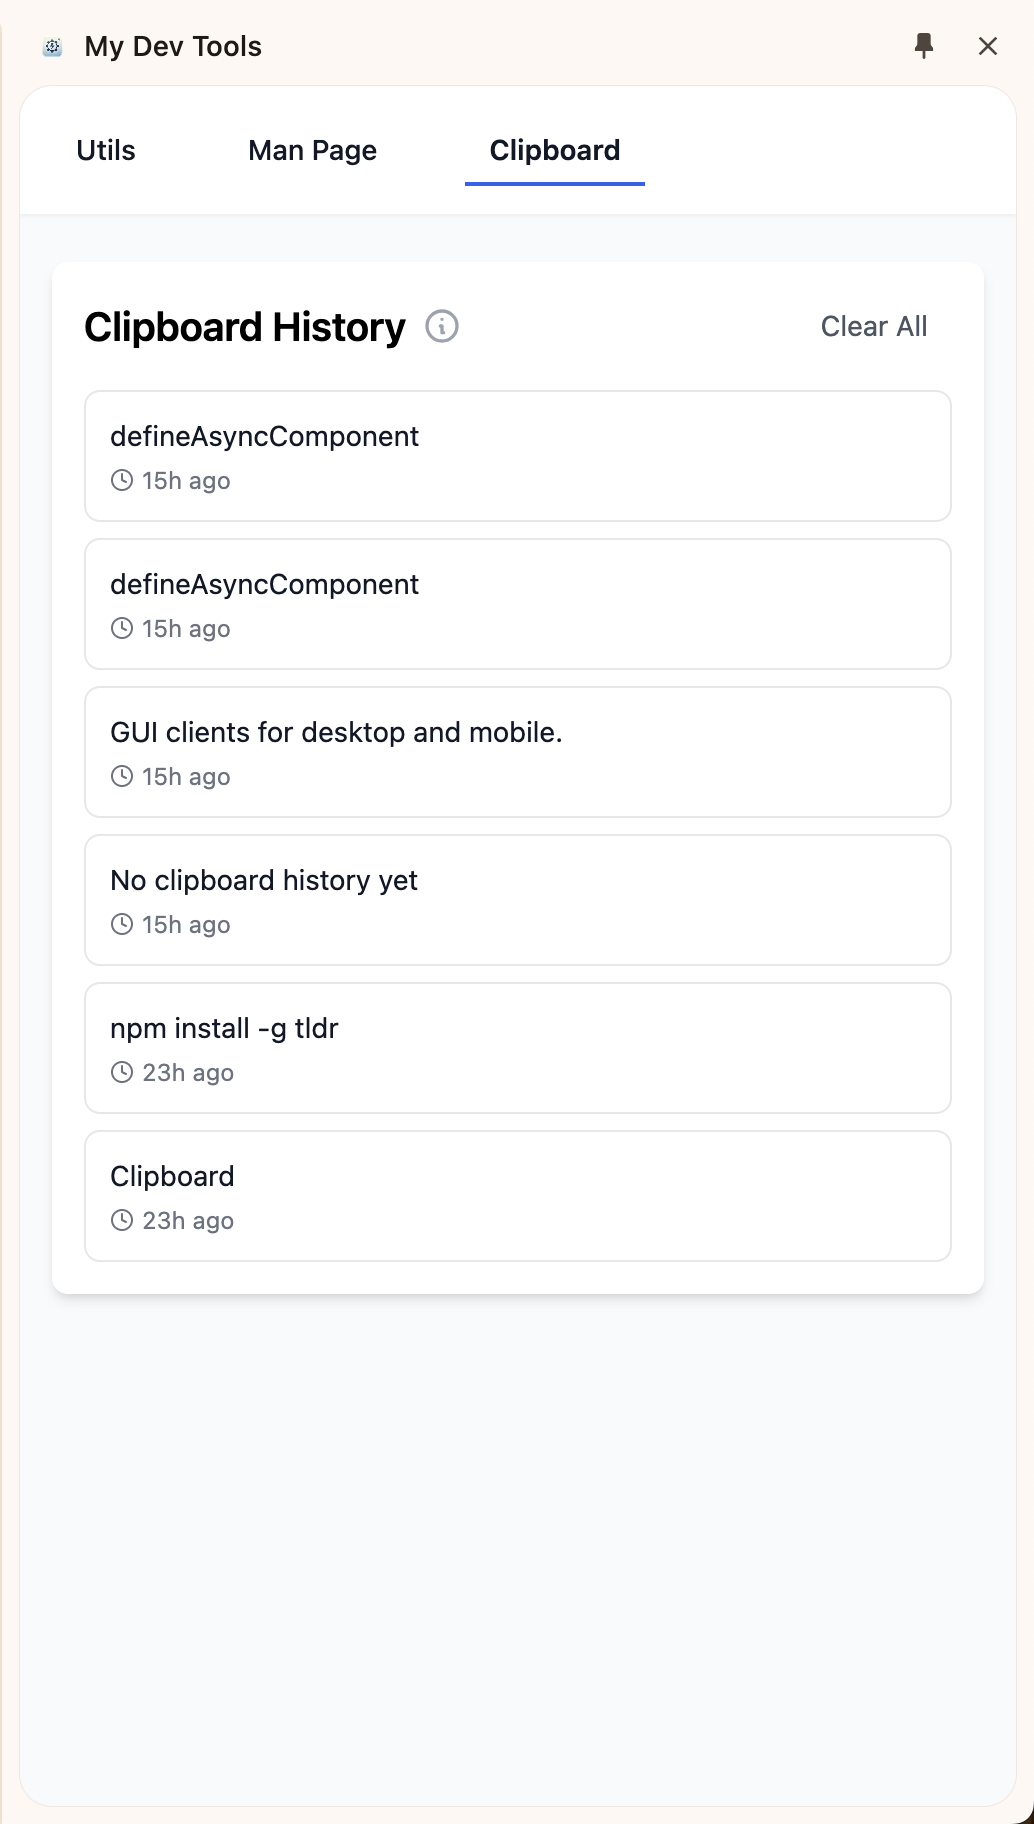 My Dev Tools
Utils
Man Page
Clipboard
Clipboard History
Clear All
defineAsyncComponent
15h ago
defineAsyncComponent
15h ago
GUI clients for desktop and mobile.
15h ago
No clipboard history yet
15h ago
npm install -g tldr
23h ago
Clipboard
23h ago